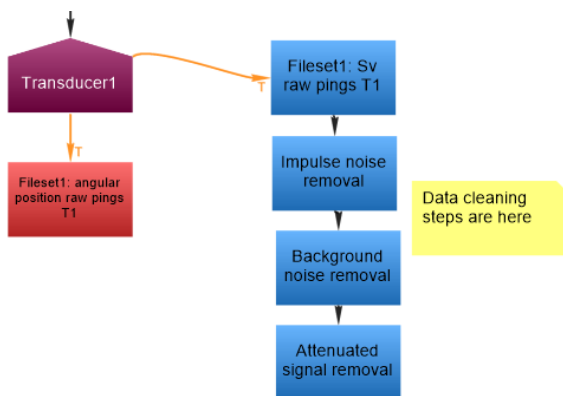 Transducer1
T
T
Fileset1: Sv
raw pings T1
Fileset1: angular
position raw pings
T1
Impulse noise
removal
Data cleaning
steps are here
Background
noise removal
Attenuated
signal removal